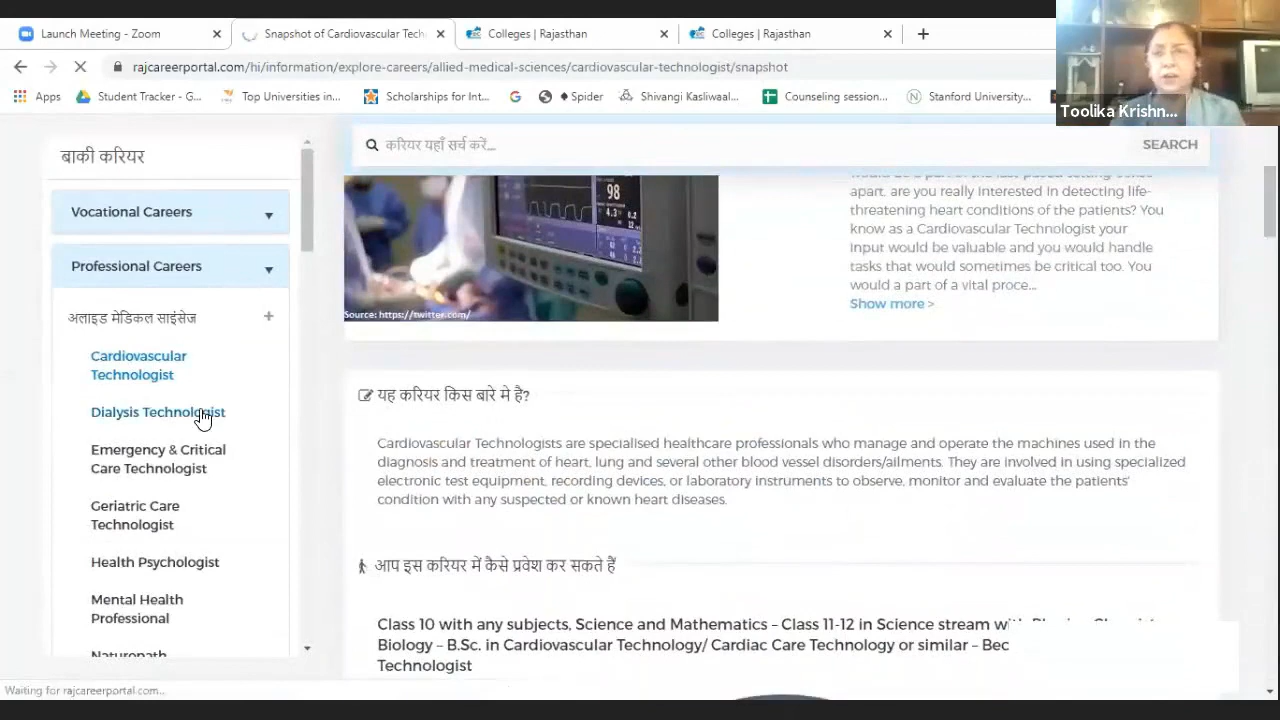 Launch Meeting - Zoom
Snapshot of Cardiovascular Tech
Colleges | Rajasthan
Colleges | Rajasthan
rajcareerportal.com/hi/information/explore-careers/allied-medical-sciences/cardiovascular-technologist/snapshot
Apps
Student Tracker - G...
Top Universities in...
Scholarships for Int...
Spider
Shivangi Kasliwaal...
Counseling session...
Stanford University...
Toolika Krishn...
बाकी करियर
Vocational Careers
Professional Careers
अलाइड मेडिकल साइंसेज
Cardiovascular
Technologist
Dialysis Technologist
Emergency & Critical
Care Technologist
Geriatric Care
Technologist
Health Psychologist
Mental Health
Professional
Naturopath
करियर यहाँ सर्च करें...
SEARCH
98
Source: https://twitter.com/
apart, are you really interested in detecting life-
threatening heart conditions of the patients? You
know as a Cardiovascular Technologist your
input would be valuable and you would handle
tasks that would sometimes be critical too. You
would a part of a vital proce...
Show more >
यह करियर किस बारे मे है?
Cardiovascular Technologists are specialised healthcare professionals who manage and operate the machines used in the
diagnosis and treatment of heart, lung and several other blood vessel disorders/ailments. They are involved in using specialized
electronic test equipment, recording devices, or laboratory instruments to observe, monitor and evaluate the patients'
condition with any suspected or known heart diseases.
आप इस करियर में कैसे प्रवेश कर सकते हैं
Class 10 with any subjects, Science and Mathematics – Class 11-12 in Science stream
Biology – B.Sc. in Cardiovascular Technology/ Cardiac Care Technology or similar – Bec
Technologist
Waiting for rajcareerportal.com...